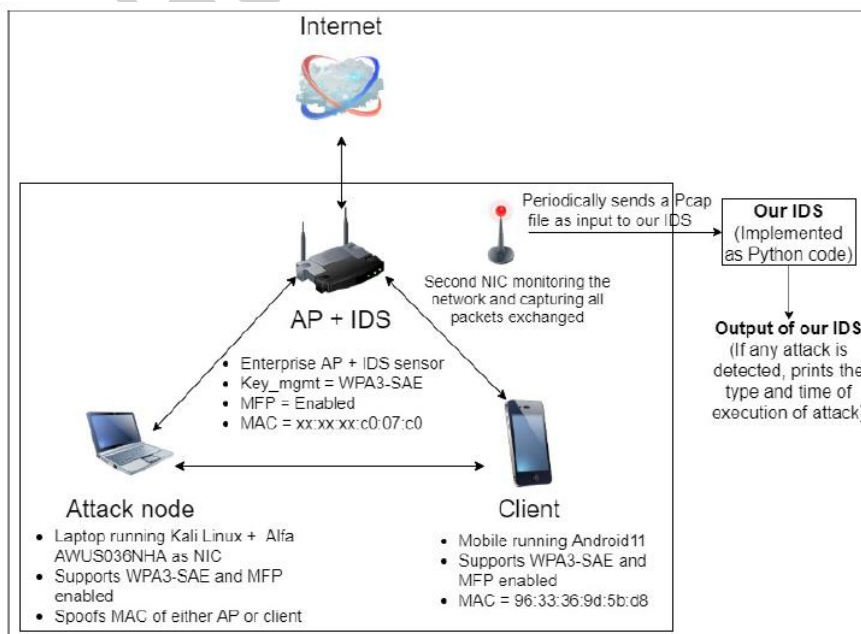 Internet
Periodically sends a Pcap
file as input to our IDS
Our IDS
(Implemented
as Python code)
Second NIC monitoring the
network and capturing all
packets exchanged
AP + IDS
• Enterprise AP + IDS sensor
• Key_mgmt = WPA3-SAE
• MFP = Enabled
• MAC = xx:xx:xx:c0:07:c0
Output of our IDS
(If any attack is
detected, prints the
type and time of
execution of attack)
Attack node
• Laptop running Kali Linux + Alfa
AWUS036NHA as NIC
• Supports WPA3-SAE and MFP
enabled
• Spoofs MAC of either AP or client
Client
• Mobile running Android11
• Supports WPA3-SAE and
MFP enabled
• MAC = 96:33:36:9d:5b:d8